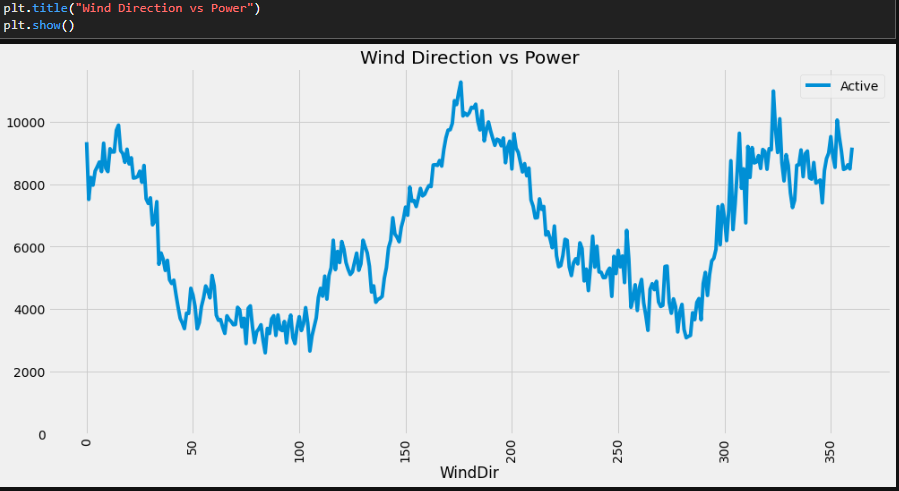 plt.title("Wind Direction vs Power")
plt.show()
Wind Direction vs Power
Active
10000
8000
6000
4000
2000
0
0
50
100
150
200
250
300
350
WindDir